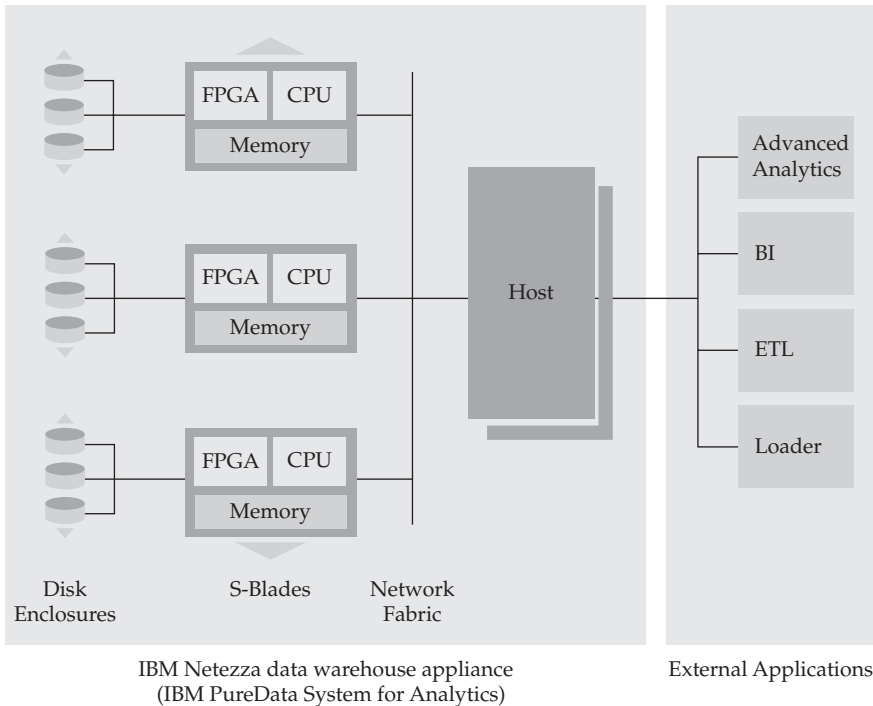 FPGA CPU
Memory
FPGA CPU
Memory
FPGA CPU
Memory
Host
Advanced
Analytics
BI
ETL
Loader
Disk
Enclosures
S-Blades
Network
Fabric
IBM Netezza data warehouse appliance
(IBM PureData System for Analytics)
External Applications